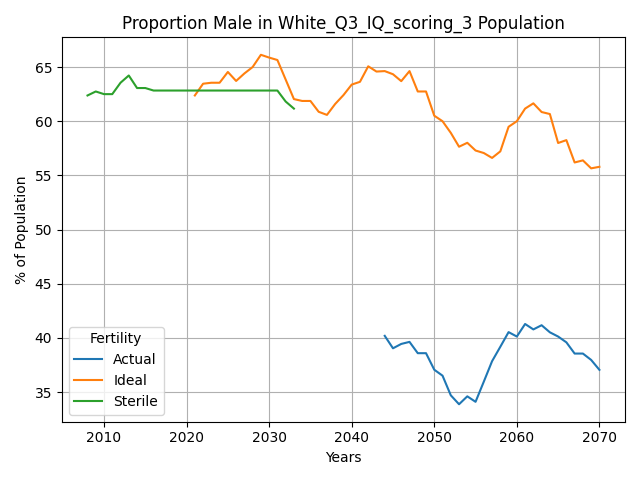 Proportion Male in White_Q3_IQ_scoring_3 Population
% of Population
65
60
55
50
45
40
35
Fertility
Actual
Ideal
Sterile
2010 2020 2030 2040 2050 2060 2070
Years